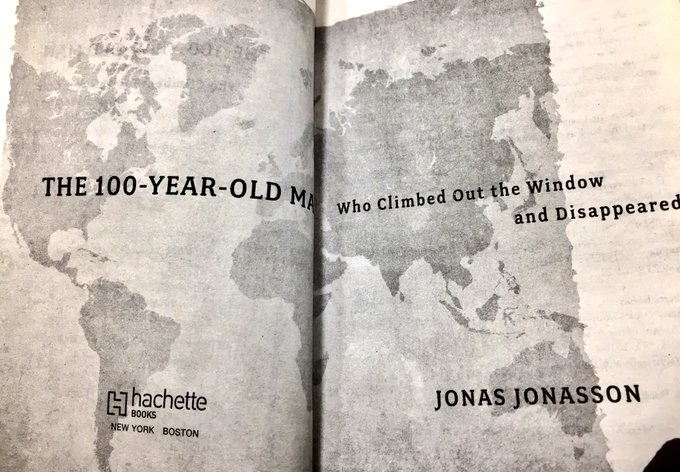 THE 100-YEAR-OLD MA
Who Climbed Out the Window
and Disappeared
hachette
BOOKS
NEW YORK BOSTON
JONAS JONASSON